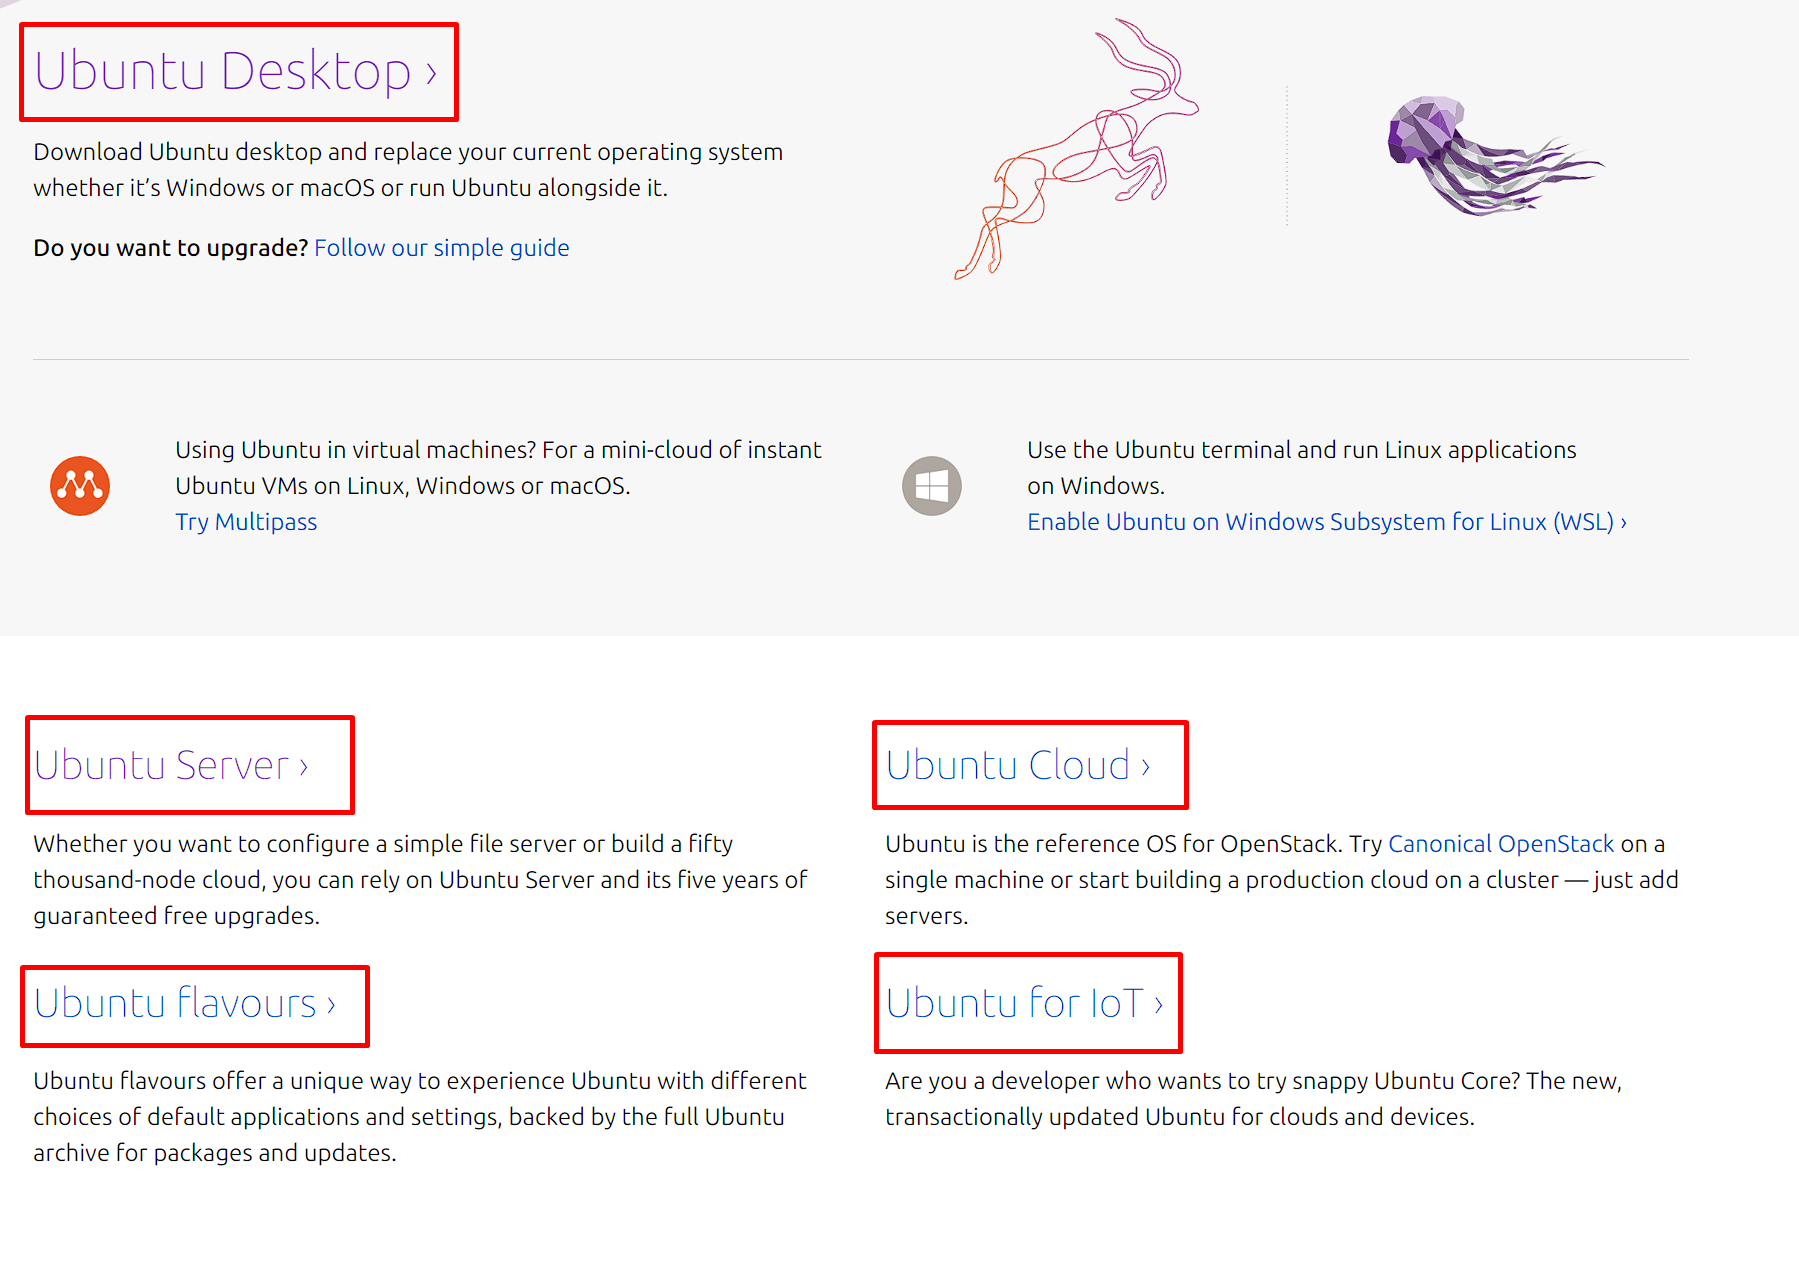 Ubuntu Desktop ›
Download Ubuntu desktop and replace your current operating system
whether it’s Windows or macOS or run Ubuntu alongside it.
Do you want to upgrade? Follow our simple guide
Using Ubuntu in virtual machines? For a mini-cloud of instant
Ubuntu VMs on Linux, Windows or macOS.
Try Multipass
Use the Ubuntu terminal and run Linux applications
on Windows.
Enable Ubuntu on Windows Subsystem for Linux (WSL) ›
Ubuntu Server ›
Whether you want to configure a simple file server or build a fifty
thousand-node cloud, you can rely on Ubuntu Server and its five years of
guaranteed free upgrades.
Ubuntu Cloud ›
Ubuntu is the reference OS for OpenStack. Try Canonical OpenStack on a
single machine or start building a production cloud on a cluster — just add
servers.
Ubuntu flavours ›
Ubuntu flavours offer a unique way to experience Ubuntu with different
choices of default applications and settings, backed by the full Ubuntu
archive for packages and updates.
Ubuntu for IoT ›
Are you a developer who wants to try snappy Ubuntu Core? The new,
transactionally updated Ubuntu for clouds and devices.